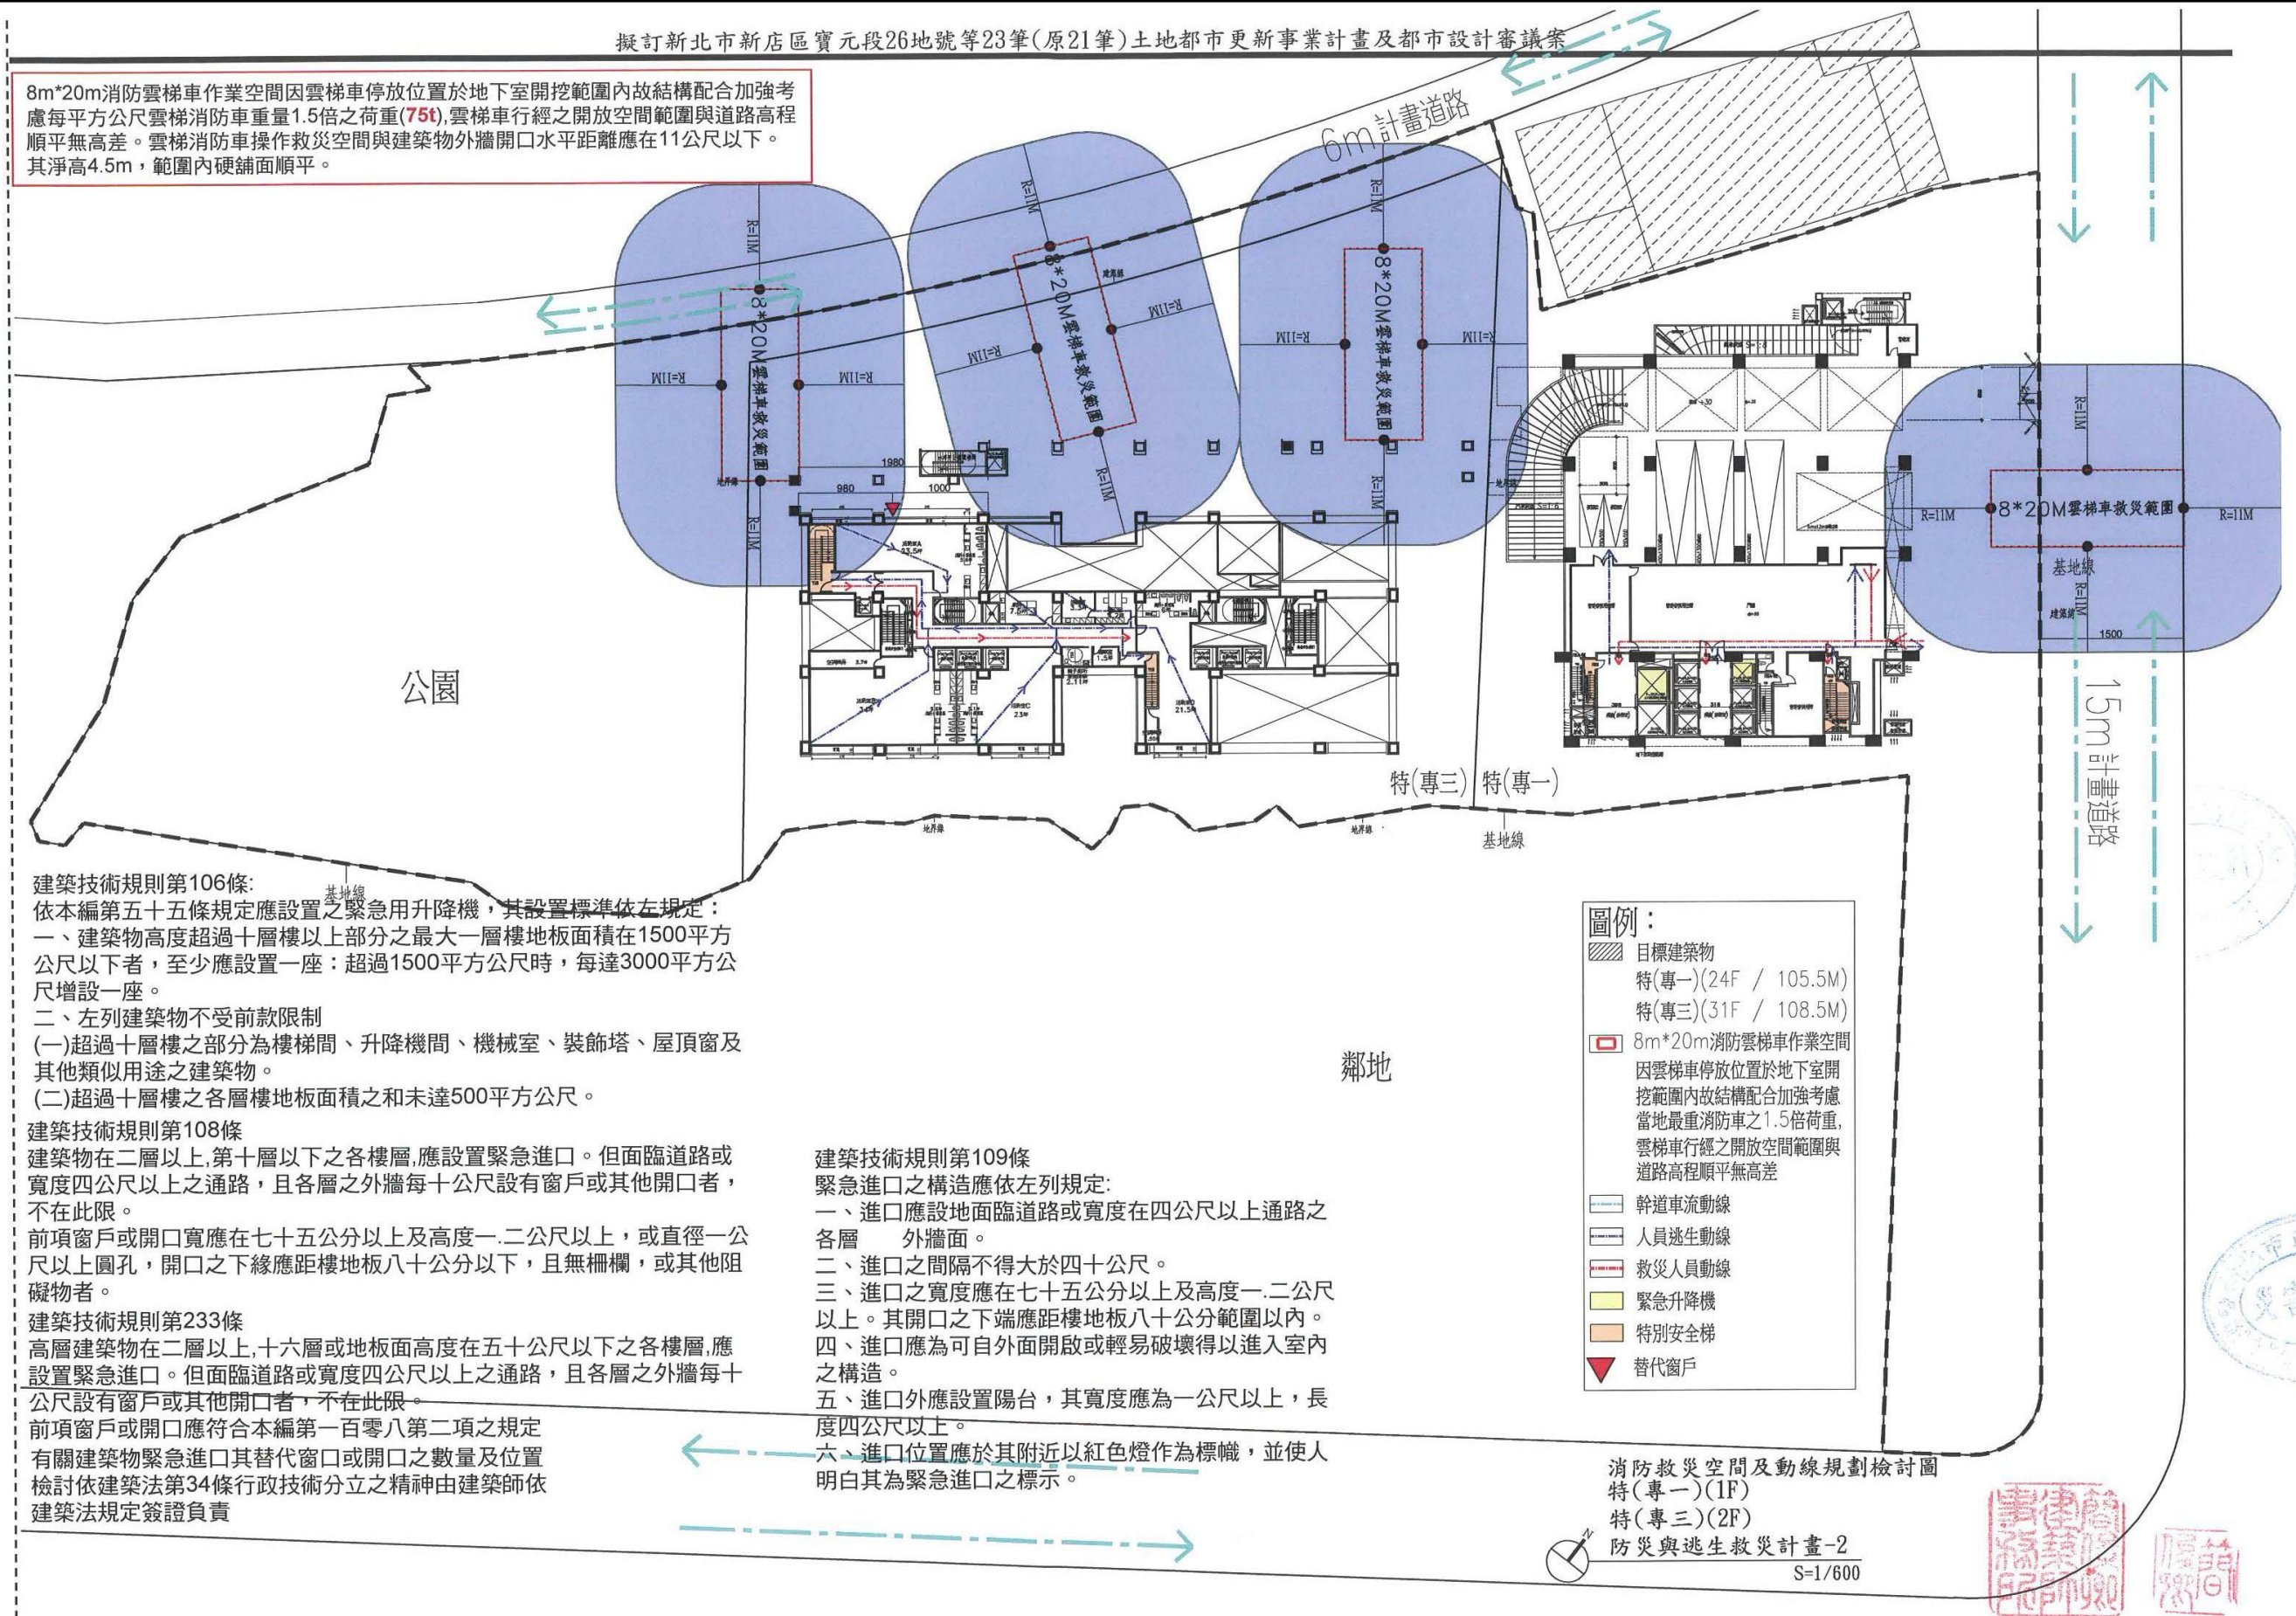 擬訂新北市新店區寶元段26地號等23筆(原21筆)土地都市更新事業計畫及都市設計審議案
8m*20m消防雲梯車作業空間因雲梯車停放位置於地下室開挖範圍內故結構配合加強考
慮每平方公尺雲梯消防車重量1.5倍之荷重(75t),雲梯車行經之開放空間範圍與道路高程
順平無高差。雲梯消防車操作救災空間與建築物外牆開口水平距離應在11公尺以下。
其淨高4.5m，範圍內硬舖面順平。
6m計畫道路
R=11M
R=11M
R=11M
R=11M
8*20M雲梯車救災範圍
R=11M
R=11M
R=11M
R=11M
8*20M雲梯車救災範圍
建築線
R=11M
R=11M
R=11M
R=11M
8*20M雲梯車救災範圍
R=11M
R=11M
R=11M
R=11M
8*20M雲梯車救災範圍
基地線
建築線
1500
15m計畫道路
地界線
1980
980
1000
地界線
公園
特(專三)
特(專一)
地界線
地界線
基地線
基地線
鄰地
建築技術規則第106條:
依本編第五十五條規定應設置之緊急用升降機，其設置標準依左規定：
一、建築物高度超過十層樓以上部分之最大一層樓地板面積在1500平方
公尺以下者，至少應設置一座：超過1500平方公尺時，每達3000平方公
尺增設一座。
二、左列建築物不受前款限制
(一)超過十層樓之部分為樓梯間、升降機間、機械室、裝飾塔、屋頂窗及
其他類似用途之建築物。
(二)超過十層樓之各層樓地板面積之和未達500平方公尺。
建築技術規則第108條
建築物在二層以上,第十層以下之各樓層,應設置緊急進口。但面臨道路或
寬度四公尺以上之通路，且各層之外牆每十公尺設有窗戶或其他開口者，
不在此限。
前項窗戶或開口寬應在七十五公分以上及高度一.二公尺以上，或直徑一公
尺以上圓孔，開口之下緣應距樓地板八十公分以下，且無柵欄，或其他阻
礙物者。
建築技術規則第233條
高層建築物在二層以上,十六層或地板面高度在五十公尺以下之各樓層,應
設置緊急進口。但面臨道路或寬度四公尺以上之通路，且各層之外牆每十
公尺設有窗戶或其他開口者，不在此限。
前項窗戶或開口應符合本編第一百零八第二項之規定
有關建築物緊急進口其替代窗口或開口之數量及位置
檢討依建築法第34條行政技術分立之精神由建築師依
建築法規定簽證負責
建築技術規則第109條
緊急進口之構造應依左列規定:
一、進口應設地面臨道路或寬度在四公尺以上通路之
各層　　外牆面。
二、進口之間隔不得大於四十公尺。
三、進口之寬度應在七十五公分以上及高度一.二公尺
以上。其開口之下端應距樓地板八十公分範圍以內。
四、進口應為可自外面開啟或輕易破壞得以進入室內
之構造。
五、進口外應設置陽台，其寬度應為一公尺以上，長
度四公尺以上。
六、進口位置應於其附近以紅色燈作為標幟，並使人
明白其為緊急進口之標示。
圖例：
目標建築物
特(專一)(24F / 105.5M)
特(專三)(31F / 108.5M)
8m*20m消防雲梯車作業空間
因雲梯車停放位置於地下室開
挖範圍內故結構配合加強考慮
當地最重消防車之1.5倍荷重,
雲梯車行經之開放空間範圍與
道路高程順平無高差
幹道車流動線
人員逃生動線
救災人員動線
緊急升降機
特別安全梯
替代窗戶
消防救災空間及動線規劃檢討圖
特(專一)(1F)
特(專三)(2F)
防災與逃生救災計畫-2
S=1/600
N